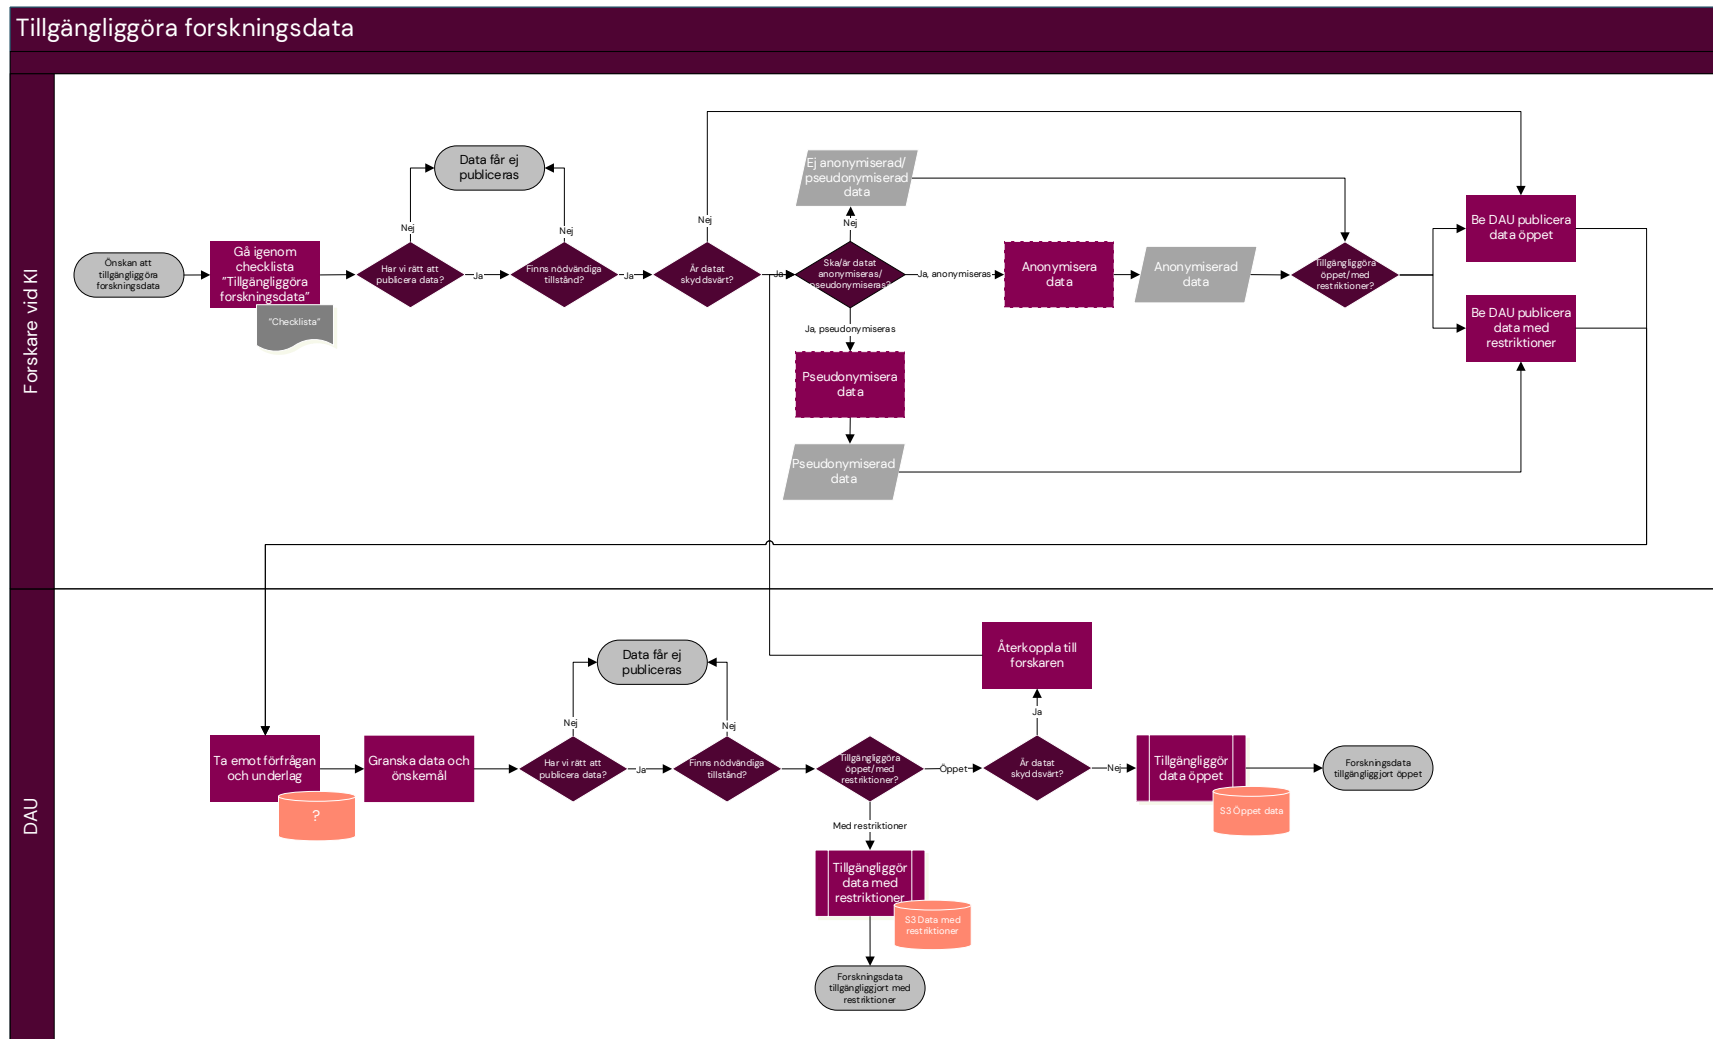 Tillgängliggöra forskningsdata
Forskare vid KI
Önskan att
tillgängliggöra
forskningsdata
Gå igenom
checklista
“Tillgängliggöra
forskningsdata”
“Checklista”
Har vi rätt att
publicera data?
Nej
Ja
Data får ej
publiceras
Finns nödvändiga
tillstånd?
Nej
Ja
Är datat
skyddsvärt?
Nej
Ja
Ska/är datat
anonymiseras/
pseudonymiseras?
Nej
Ej anonymiserad/
pseudonymiserad
data
Ja, anonymiseras
Anonymisera
data
Anonymiserad
data
Ja, pseudonymiseras
Pseudonymisera
data
Pseudonymiserad
data
Tillgängliggöra
öppet/med
restriktioner?
Be DAU publicera
data öppet
Be DAU publicera
data med
restriktioner
DAU
Ta emot förfrågan
och underlag
?
Granska data och
önskemål
Har vi rätt att
publicera data?
Nej
Ja
Data får ej
publiceras
Finns nödvändiga
tillstånd?
Nej
Tillgängliggöra
öppet/med
restriktioner?
Öppet
Med restriktioner
Tillgängliggör
data med
restriktioner
S3 Data med
restriktioner
Forskningsdata
tillgängliggjort med
restriktioner
Är datat
skyddsvärt?
Ja
Återkoppla till
forskaren
Nej
Tillgängliggör
data öppet
S3 Öppet data
Forskningsdata
tillgängliggjort öppet